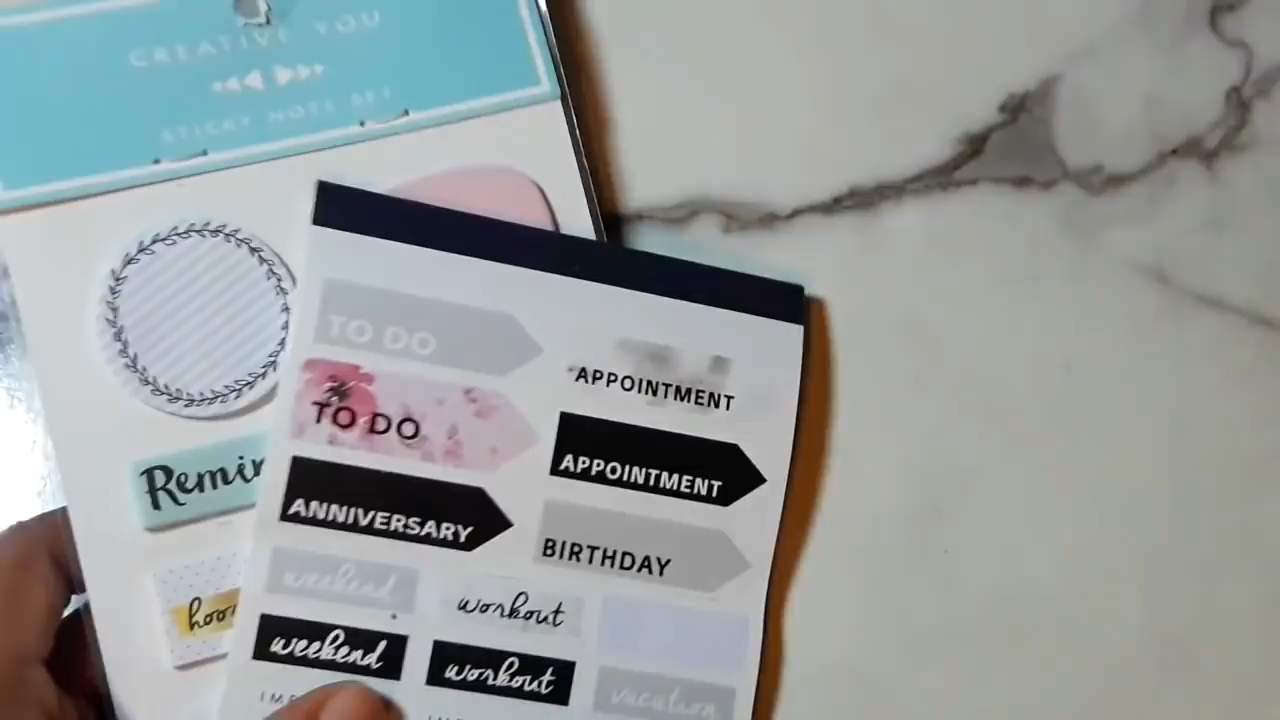 CREATIVE YOU
STICKY NOTE SET
TO DO
APPOINTMENT
TO DO
APPOINTMENT
ANNIVERSARY
BIRTHDAY
Remin
hoo
weekend
workout
weekend
workout
vacation